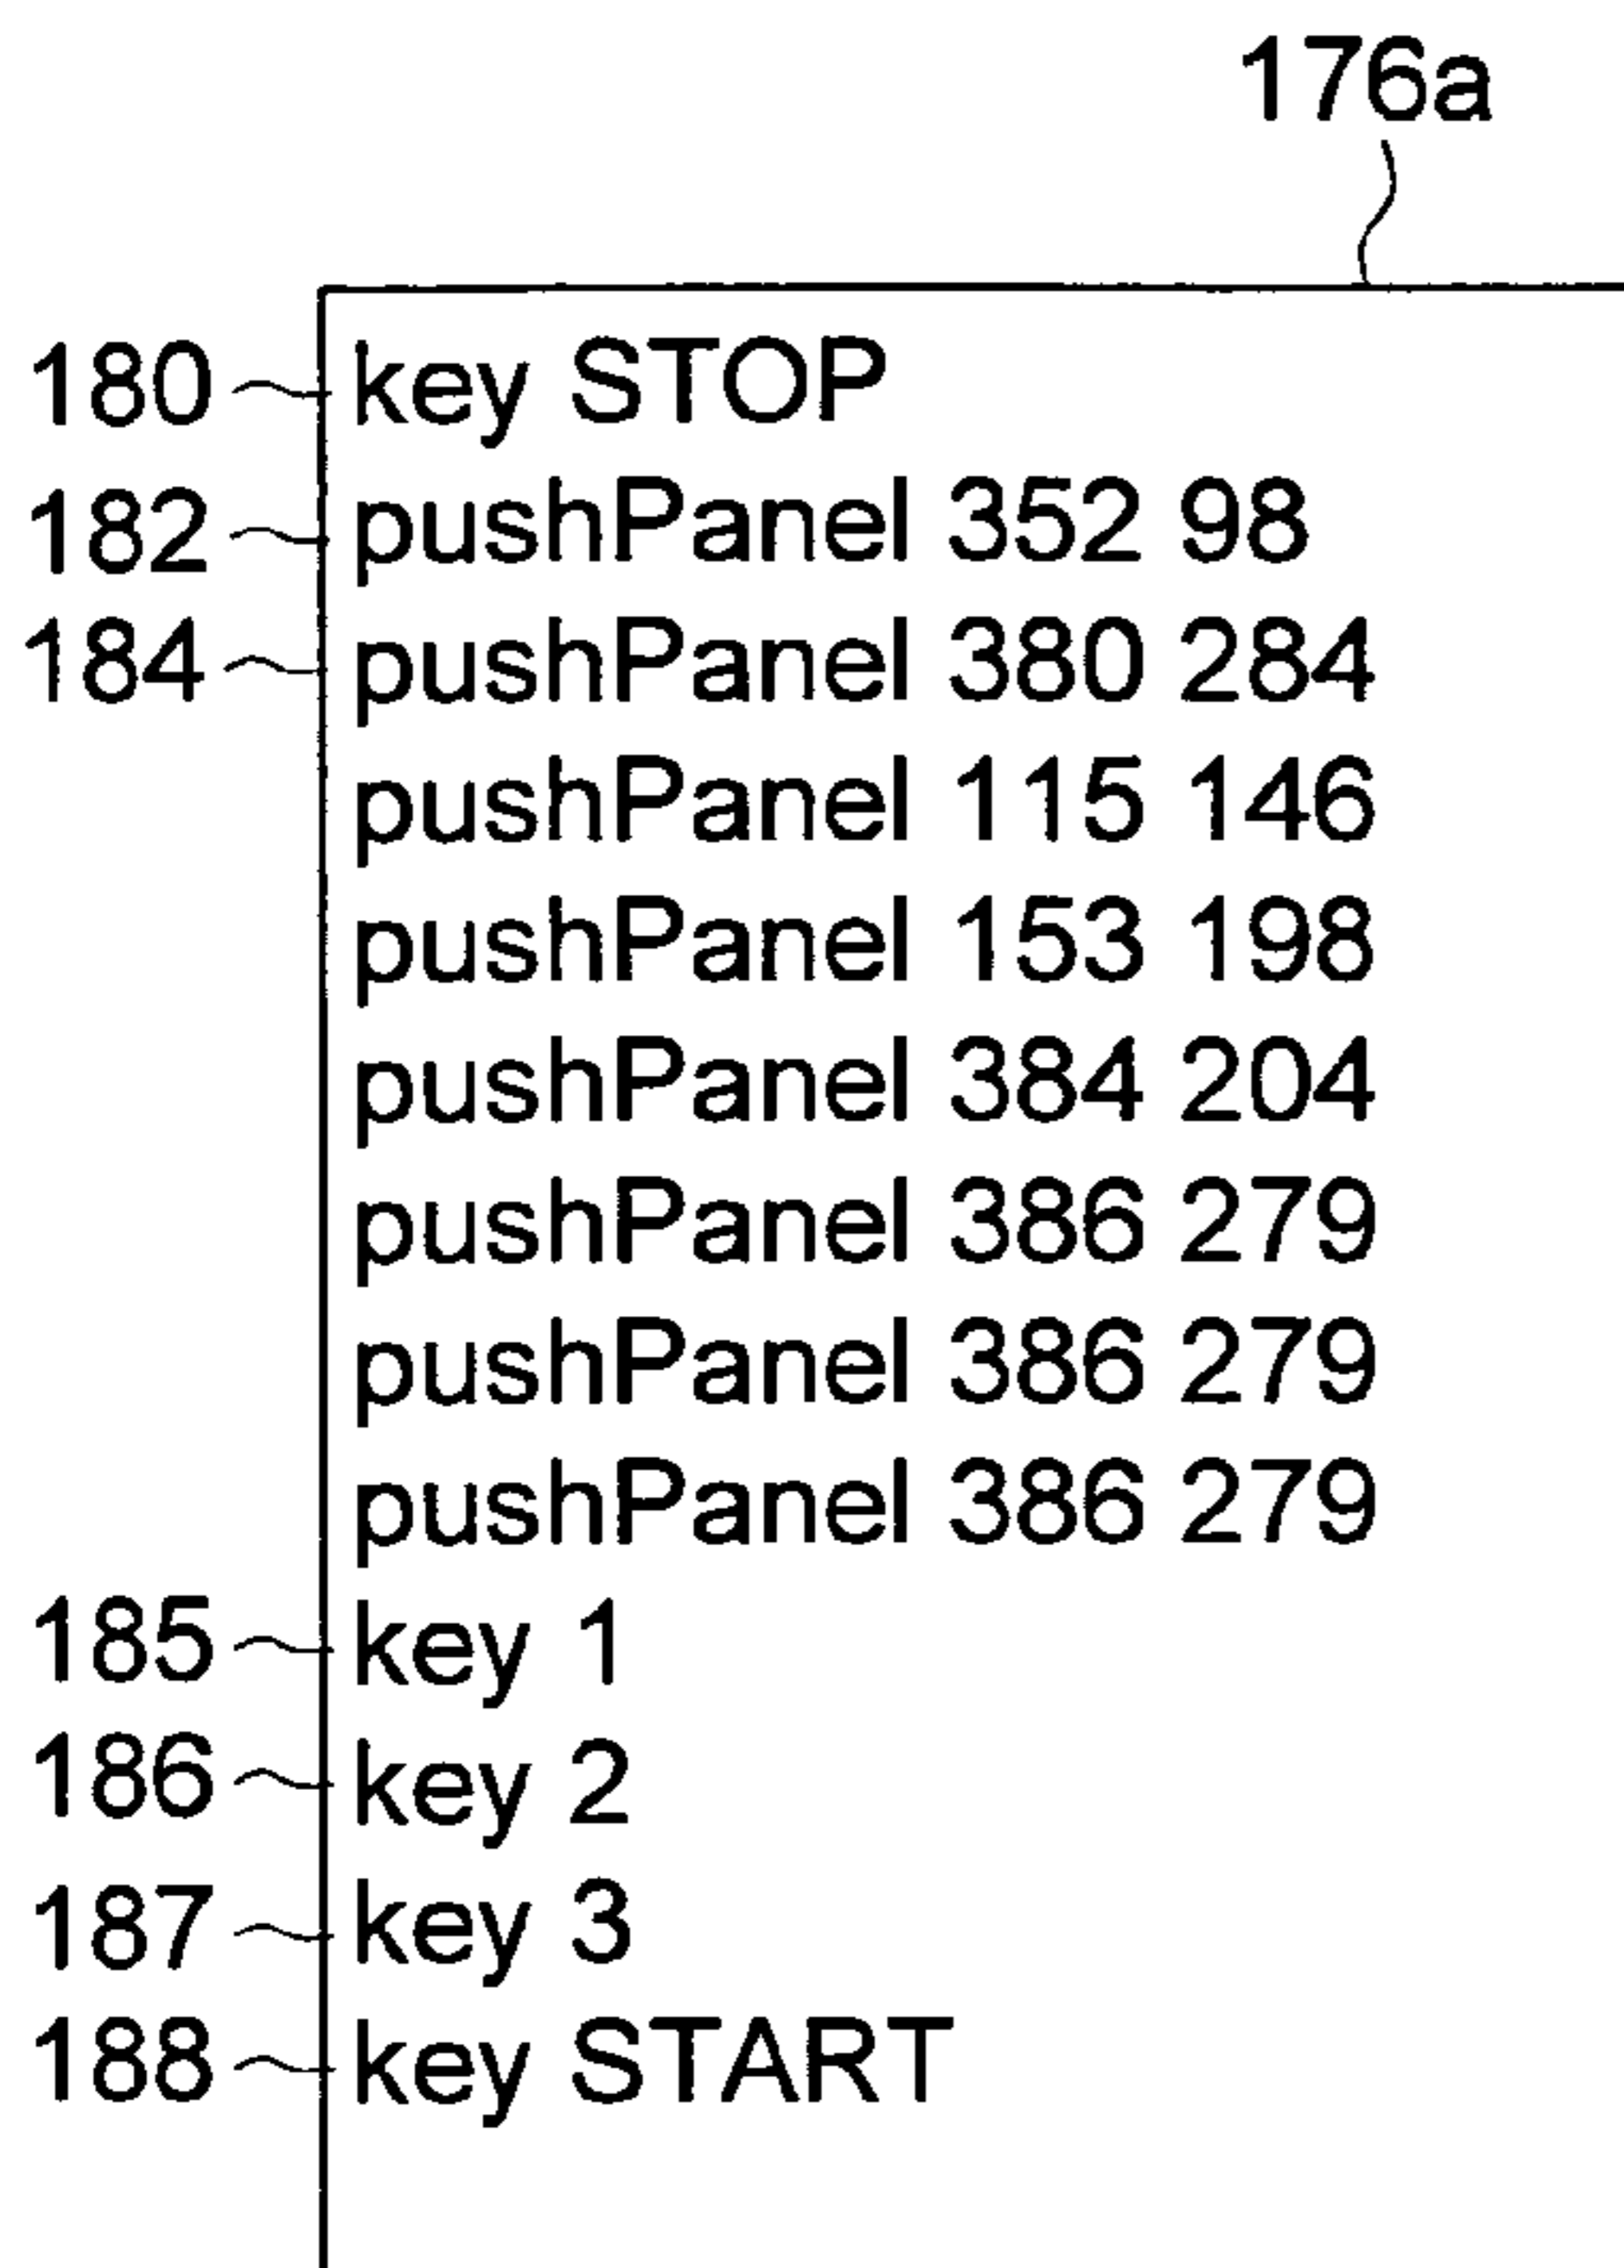 176a
180 key STOP
182 pushPanel 352 98
184 pushPanel 380 284
pushPanel 115 146
pushPanel 153 198
pushPanel 384 204
pushPanel 386 279
pushPanel 386 279
pushPanel 386 279
185 key 1
186 key 2
187 key 3
188 key START